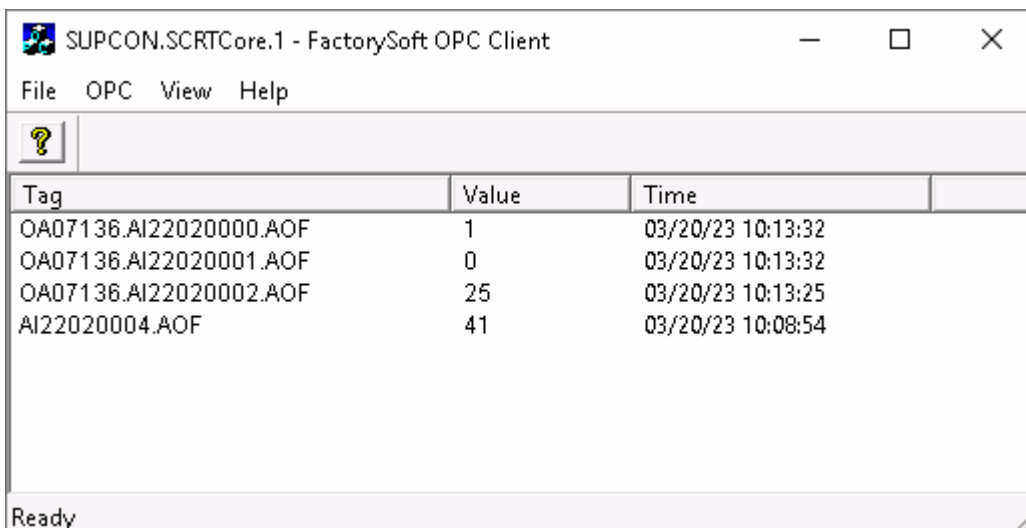 SUPCON.SCRTCore.1 - FactorySoft OPC Client
File OPC View Help
Tag Value Time
OA07136.AI22020000.AOF 1 03/20/23 10:13:32
OA07136.AI22020001.AOF 0 03/20/23 10:13:32
OA07136.AI22020002.AOF 25 03/20/23 10:13:25
AI22020004.AOF 41 03/20/23 10:08:54
Ready